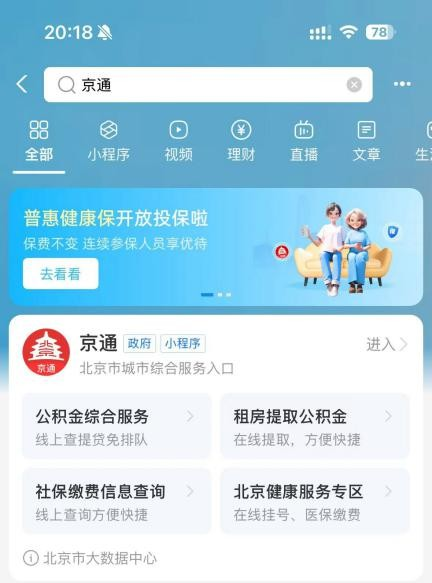 20:18
78
京通
全部
小程序
视频
理财
直播
文章
生
普惠健康保开放投保啦
保费不变 连续参保人员享优待
去看看
京通
京通 政府 小程序
进入
北京市城市综合服务入口
公积金综合服务
线上查提贷免排队
租房提取公积金
在线提取，方便快捷
社保缴费信息查询
线上查询方便快捷
北京健康服务专区
在线挂号、医保缴费
北京市大数据中心